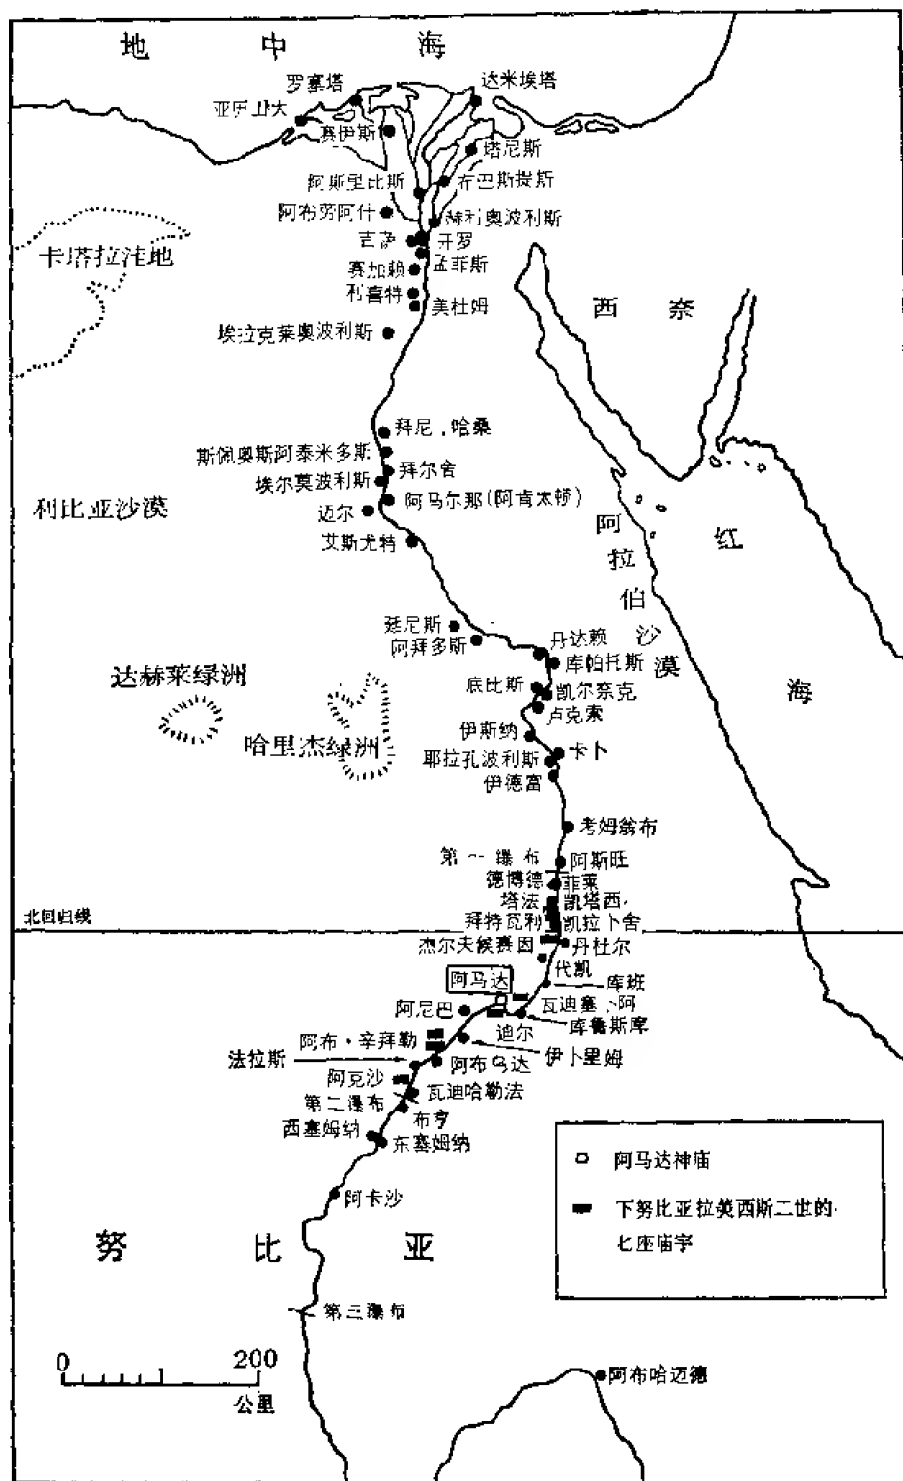 地中海
罗塞塔
达米埃塔
赛伊斯
塔尼斯
阿斯里比斯
布巴斯提斯
阿布劳阿什
赫利奥波利斯
吉萨
开罗
孟菲斯
卡塔拉洼地
赛加赖
利喜特
美杜姆
西奈
埃拉克莱奥波利斯
拜尼·哈桑
斯佩奥斯阿泰米多斯
拜尔舍
埃尔莫波利斯
利比亚沙漠
阿马尔那(阿肯太顿)
迈尔
艾斯尤特
阿拉伯沙漠
红海
廷尼斯
阿拜多斯
丹达赖
库帕托斯
达赫莱绿洲
底比斯
凯尔奈克
卢克索
哈里杰绿洲
伊斯纳
卡卜
耶拉孔波利斯
伊德富
考姆翁布
第一瀑布
阿斯旺
德博德
菲莱
塔法
凯塔西
北回归线
拜特瓦利
凯拉卜舍
杰尔夫候赛因
丹杜尔
代凯
阿马达
库班
阿尼巴
瓦迪塞卜阿
库鲁斯库
迪尔
阿布·辛拜勒
伊卜里姆
法拉斯
阿布乌达
阿克沙
瓦迪哈勒法
第二瀑布
布亨
西塞姆纳
东塞姆纳
阿马达神庙
阿卡沙
下努比亚拉美西斯二世的
七座庙宇
努比亚
第三瀑布
0 200
公里
阿布哈迈德